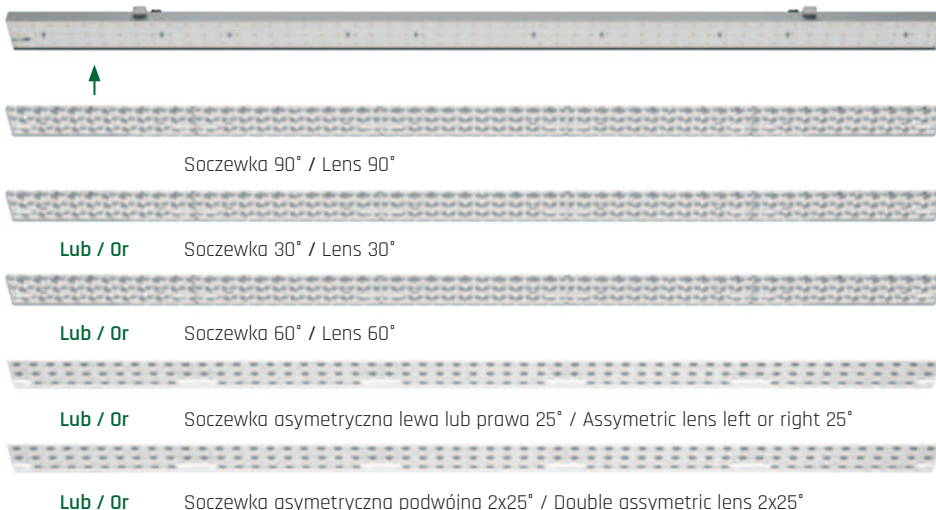 Soczewka 90° / Lens 90°
Lub / Or Soczewka 30° / Lens 30°
Lub / Or Soczewka 60° / Lens 60°
Lub / Or Soczewka asymetryczna lewa lub prawa 25° / Assymetric lens left or right 25°
Lub / Or Soczewka asymetryczna podwójna 2x25° / Double assymetric lens 2x25°